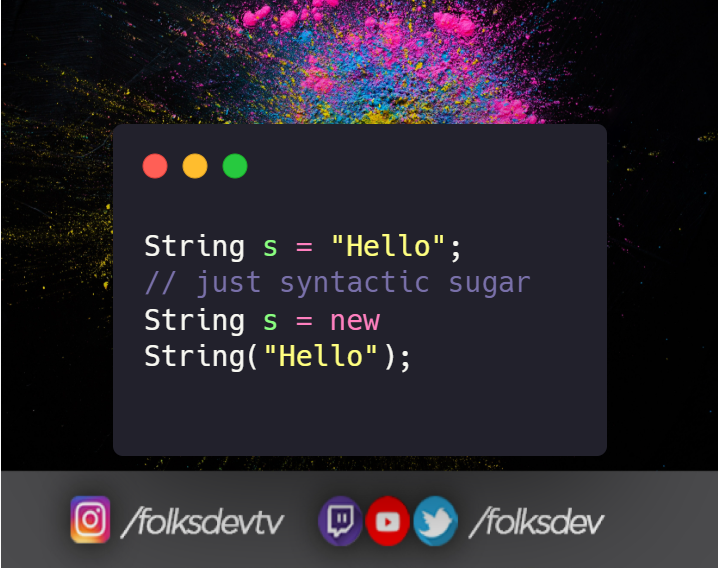 String s = "Hello";
// just syntactic sugar
String s = new
String("Hello");
/folksdevtv /folksdev